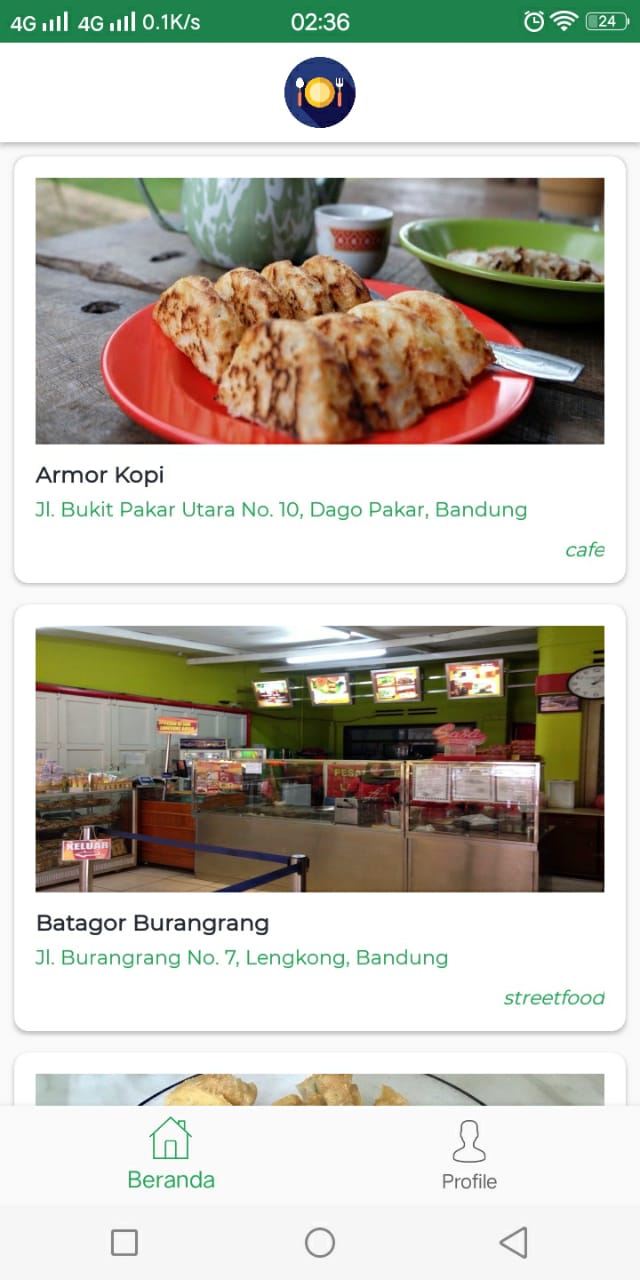 4G 4G 0.1K/s 02:36 24
Armor Kopi
Jl. Bukit Pakar Utara No. 10, Dago Pakar, Bandung
cafe
KELUAR
Batagor Burangrang
Jl. Burangrang No. 7, Lengkong, Bandung
streetfood
Beranda
Profile